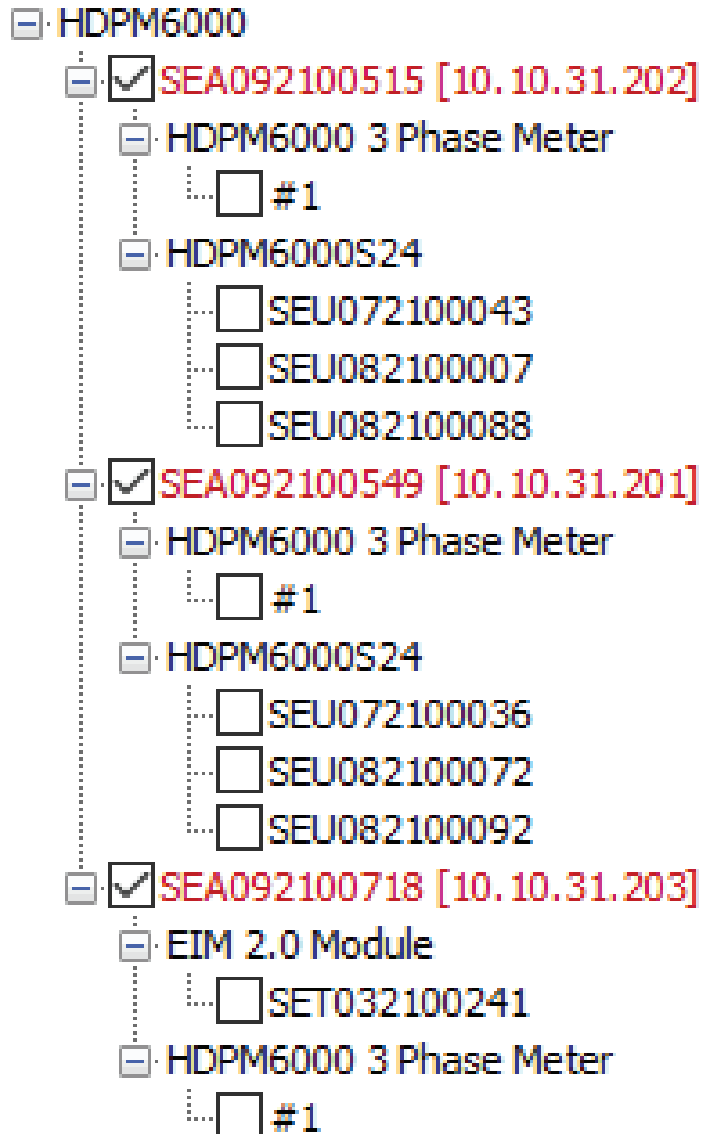 HDPM6000
SEA092100515 [10.10.31.202]
HDPM6000 3 Phase Meter
#1
HDPM6000S24
SEU072100043
SEU082100007
SEU082100088
SEA092100549 [10.10.31.201]
HDPM6000 3 Phase Meter
#1
HDPM6000S24
SEU072100036
SEU082100072
SEU082100092
SEA092100718 [10.10.31.203]
EIM 2.0 Module
SET032100241
HDPM6000 3 Phase Meter
#1